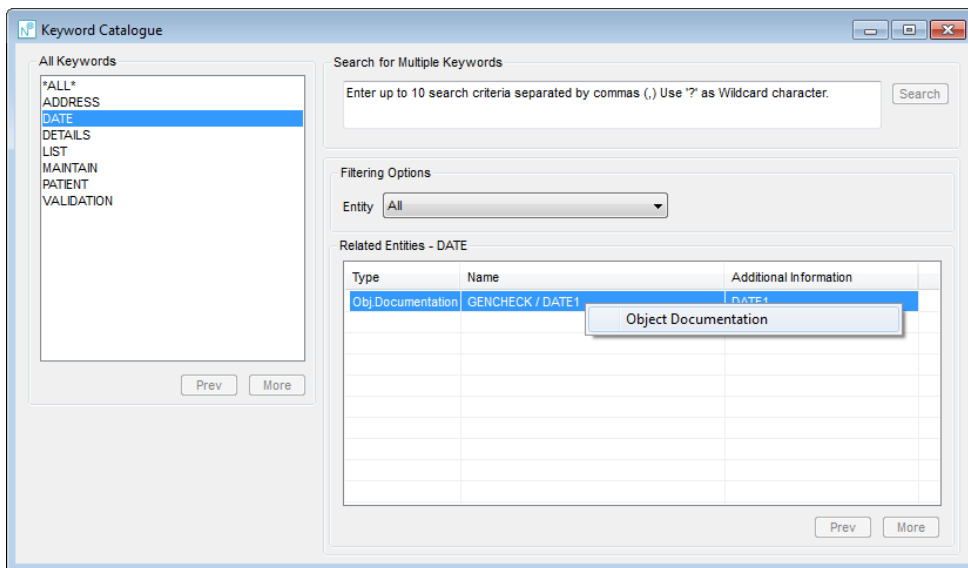 N Keyword Catalogue
All Keywords
*ALL*
ADDRESS
DATE
DETAILS
LIST
MAINTAIN
PATIENT
VALIDATION
Prev More
Search for Multiple Keywords
Enter up to 10 search criteria separated by commas (,) Use '?' as Wildcard character.
Search
Filtering Options
Entity All
Related Entities - DATE
Type Name Additional Information
Obj.Documentation GENCHECK / DATE1 DATE1
Object Documentation
Prev More